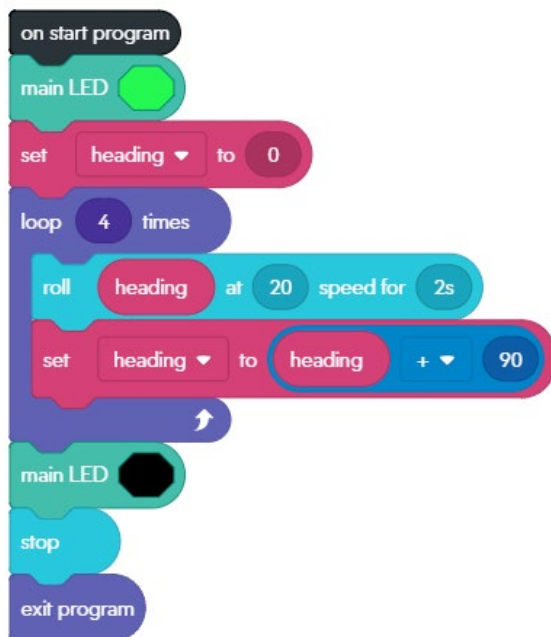 on start program
main LED
set heading to 0
loop 4 times
roll heading at 20 speed for 2s
set heading to heading + 90
main LED
stop
exit program